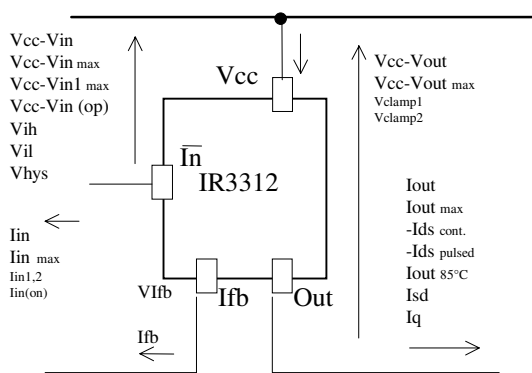 Vcc-Vin
Vcc-Vin max
Vcc-Vin1 max
Vcc-Vin (op)
Vih
Vil
Vhys
Vcc
Vcc-Vout
Vcc-Vout max
Vclamp1
Vclamp2
In
IR3312
Iin
Iin max
Iin1,2
Iin(on)
Iout
Iout max
-Ids cont.
-Ids pulsed
Iout 85°C
Isd
Iq
VIfb
Ifb
Out
Ifb